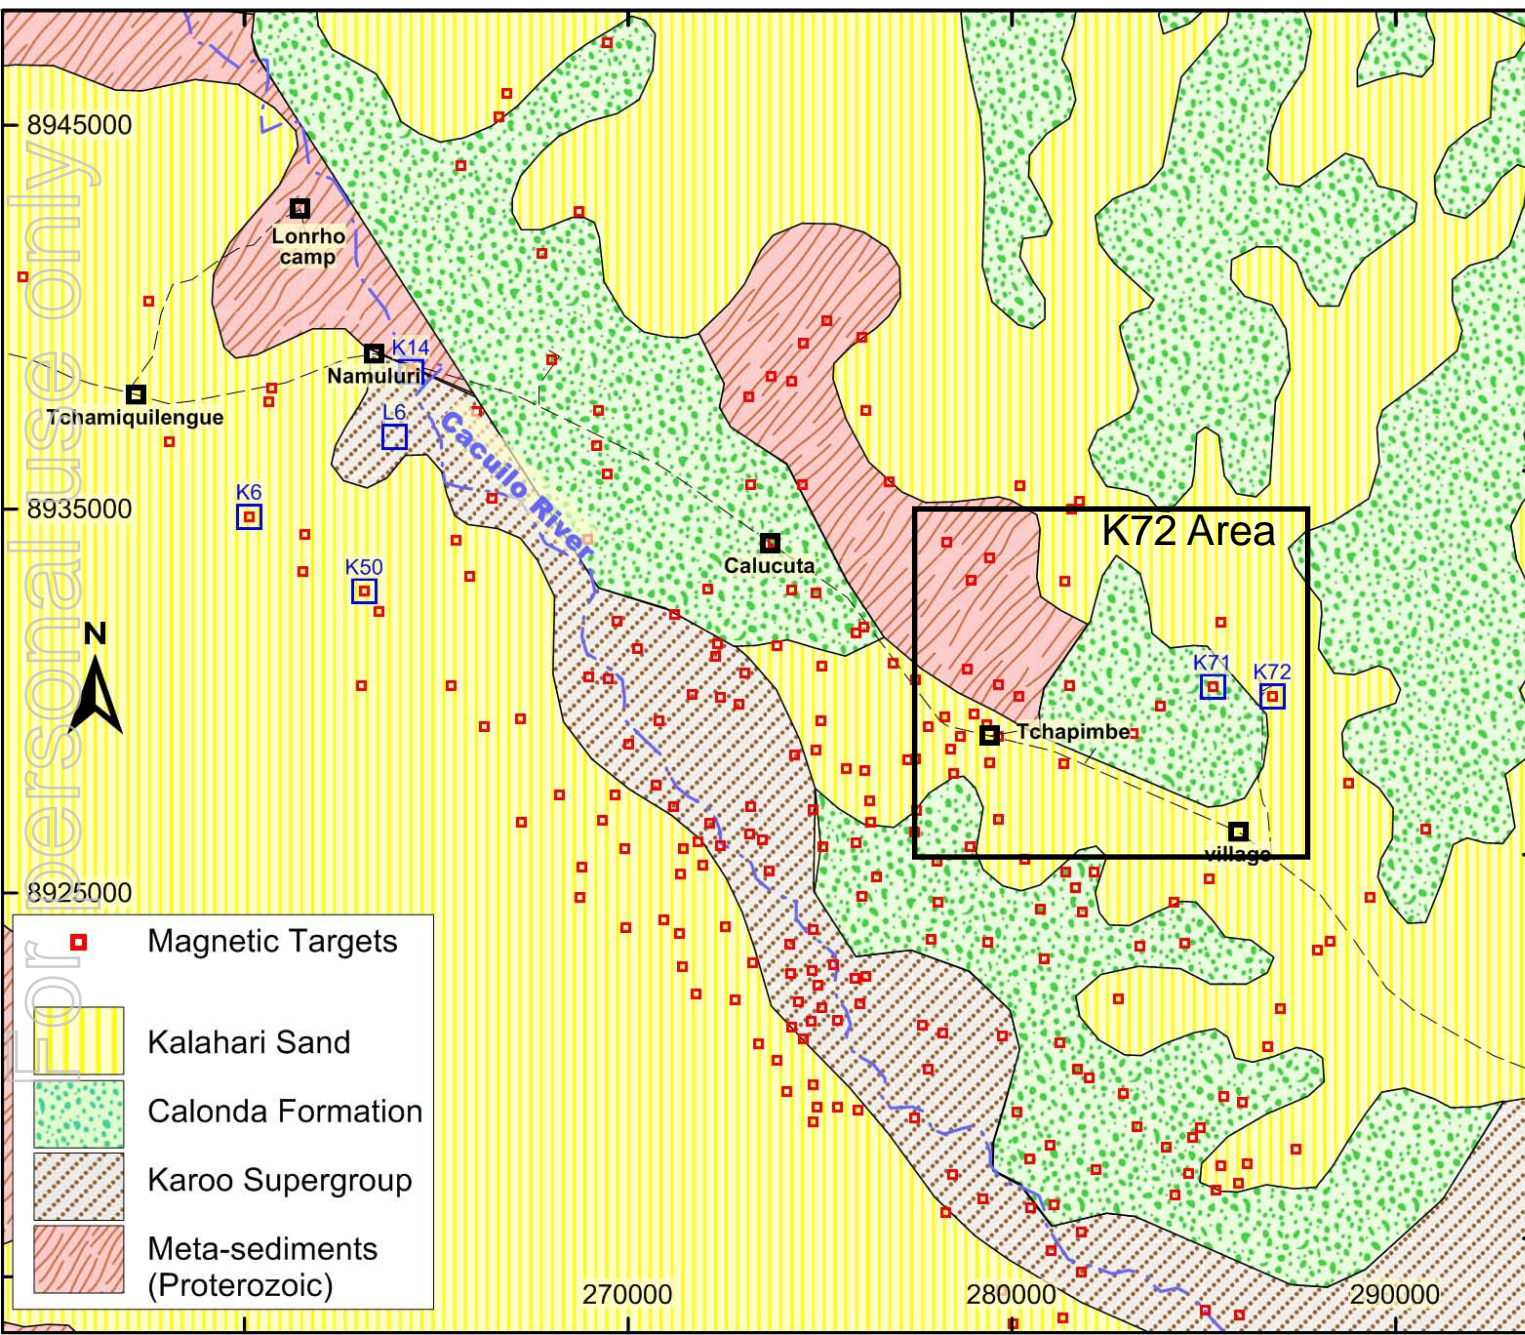 For personal use only
8945000
Lonrho
camp
K14
Namuluri
Tchamiquilengue
L6
Cacuilo River
K6
8935000
K72 Area
Calucuta
K50
N
K71
K72
Tchapimbe
village
8925000
Magnetic Targets
Kalahari Sand
Calonda Formation
Karoo Supergroup
Meta-sediments
(Proterozoic)
270000
280000
290000